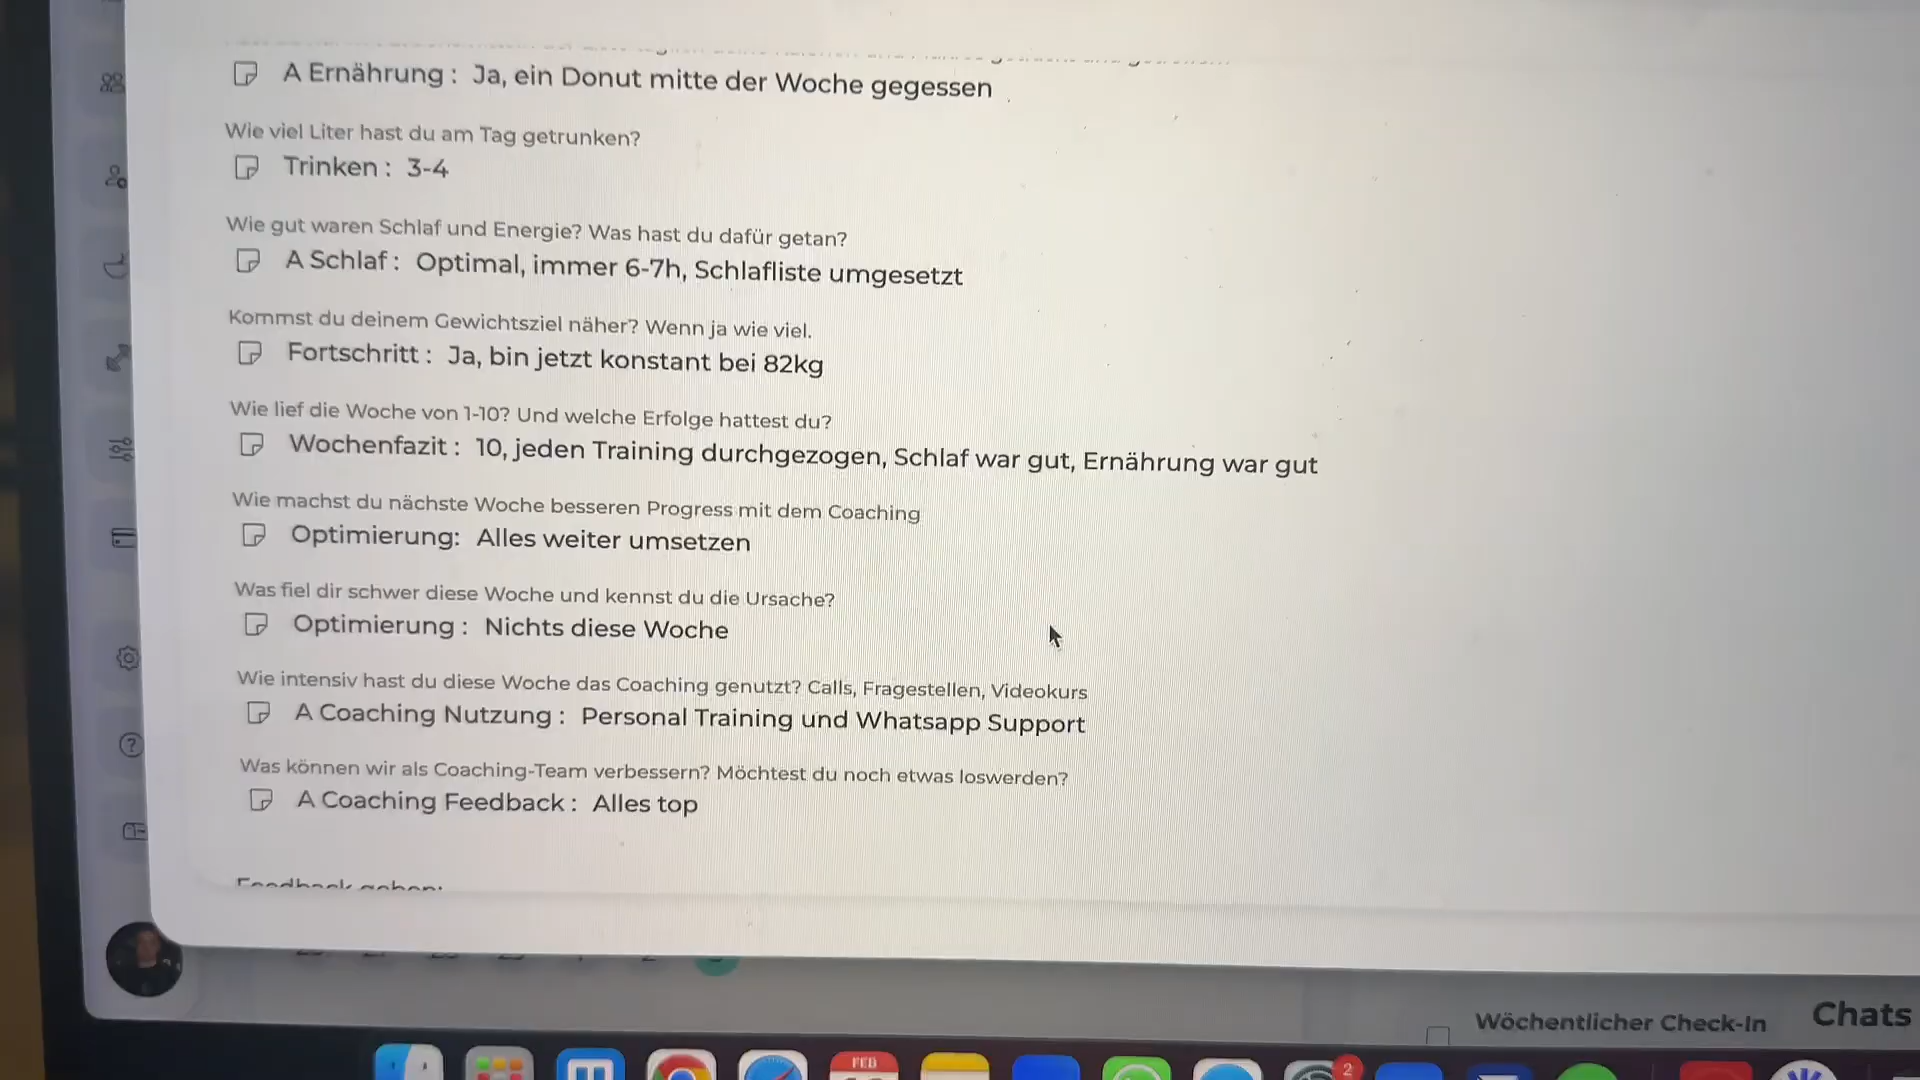 A Ernährung : Ja, ein Donut mitte der Woche gegessen
Wie viel Liter hast du am Tag getrunken?
Trinken : 3-4
Wie gut waren Schlaf und Energie? Was hast du dafür getan?
A Schlaf : Optimal, immer 6-7h, Schlafliste umgesetzt
Kommst du deinem Gewichtsziel näher? Wenn ja wie viel.
Fortschritt : Ja, bin jetzt konstant bei 82kg
Wie lief die Woche von 1-10? Und welche Erfolge hattest du?
Wochenfazit : 10, jeden Training durchgezogen, Schlaf war gut, Ernährung war gut
Wie machst du nächste Woche besseren Progress mit dem Coaching
Optimierung: Alles weiter umsetzen
Was fiel dir schwer diese Woche und kennst du die Ursache?
Optimierung : Nichts diese Woche
Wie intensiv hast du diese Woche das Coaching genutzt? Calls, Fragestellen, Videokurs
A Coaching Nutzung : Personal Training und Whatsapp Support
Was können wir als Coaching-Team verbessern? Möchtest du noch etwas loswerden?
A Coaching Feedback : Alles top
Feedback geben:
Wöchentlicher Check-In
Chats
FEB
2